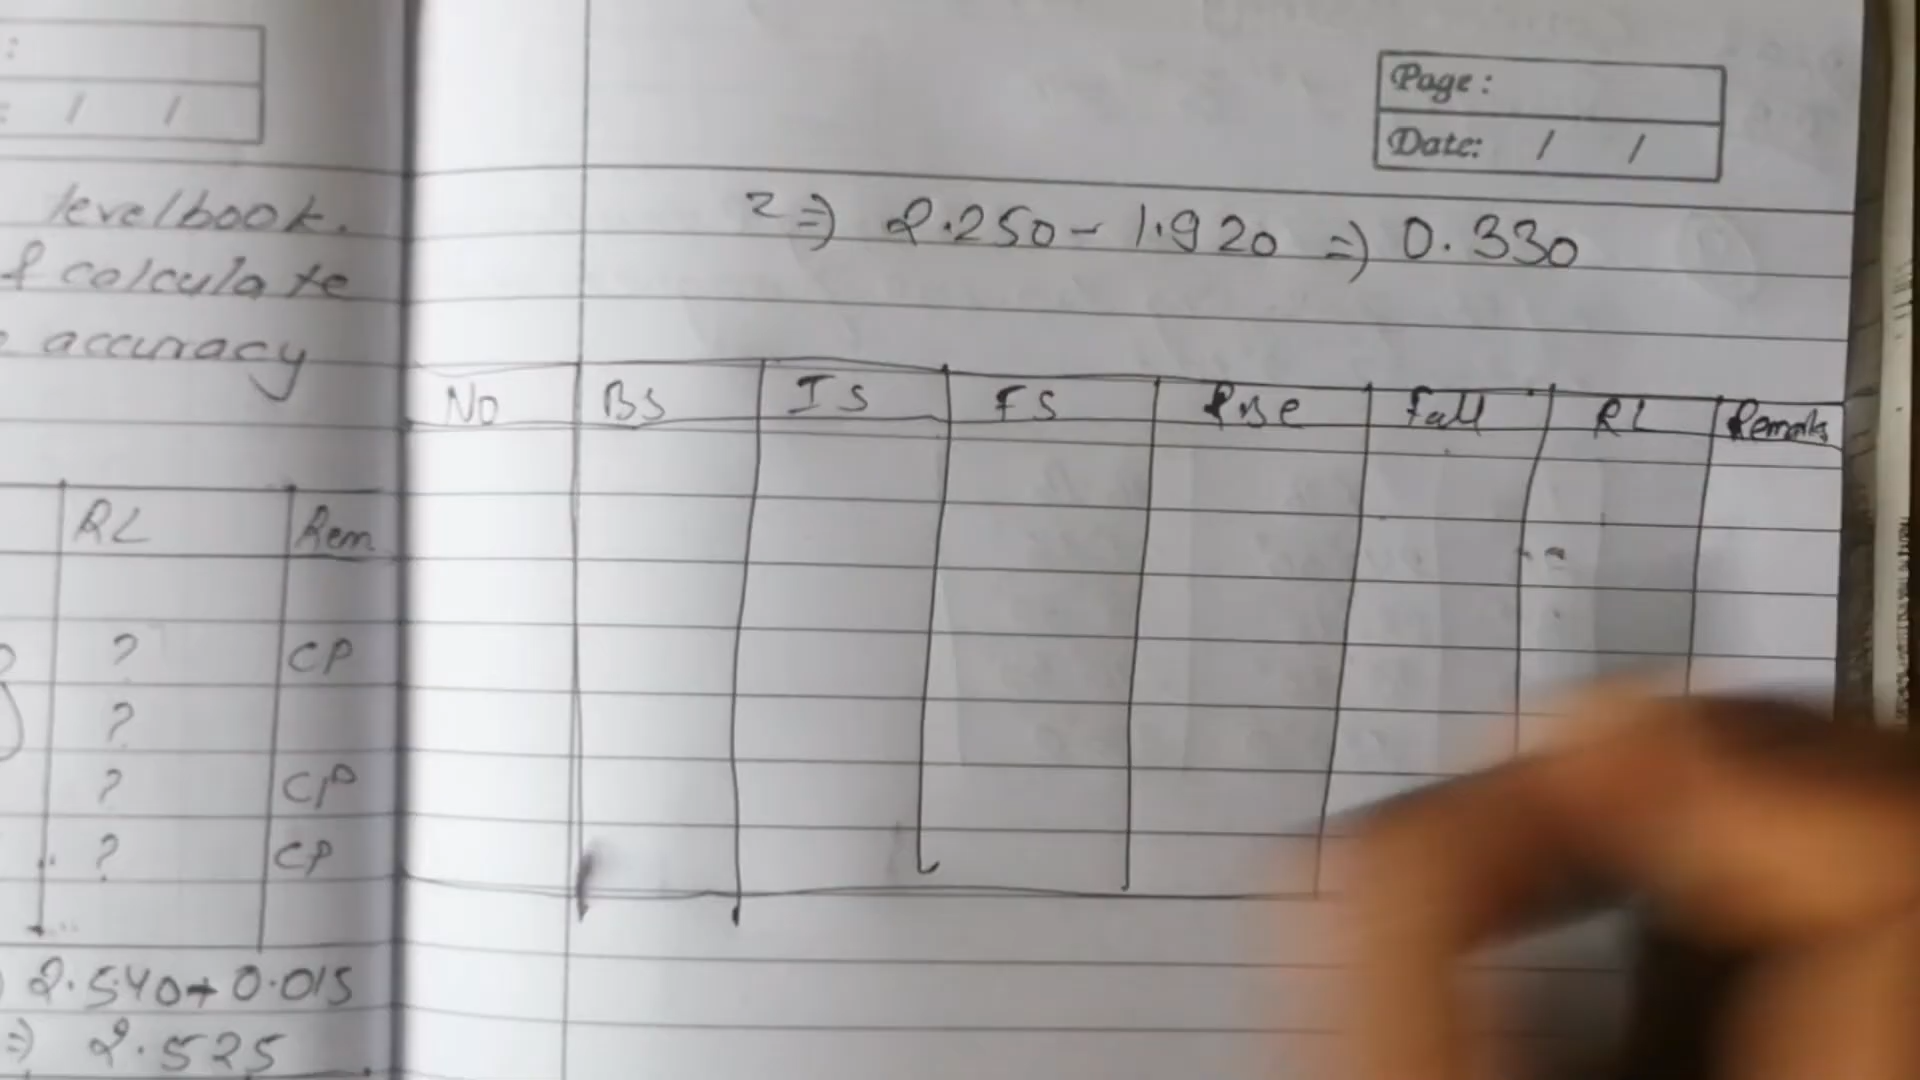 : 
: / /
levelbook.
& calculate
accuracy
RL Rem
? CP
?
? CP
? CP
2.540+0.015
=) 2.525
Page:
Date: / /
2=) 2.250-1.920 =) 0.330
No BS IS FS Rise Fall RL Remarks